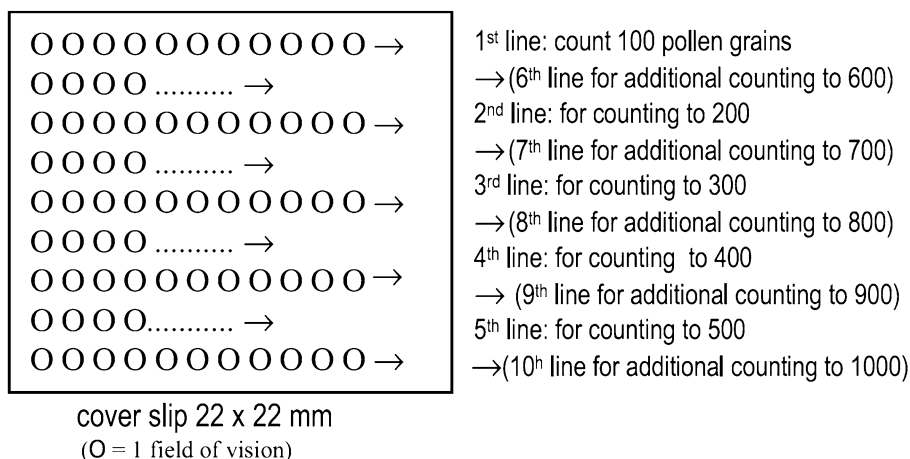 O O O O O O O O O O O → 1st line: count 100 pollen grains
O O O O .......... → →(6th line for additional counting to 600)
O O O O O O O O O O O → 2nd line: for counting to 200
O O O O .......... → →(7th line for additional counting to 700)
O O O O O O O O O O O → 3rd line: for counting to 300
O O O O .......... → →(8th line for additional counting to 800)
O O O O O O O O O O O → 4th line: for counting to 400
O O O O.......... → → (9th line for additional counting to 900)
O O O O O O O O O O O → 5th line: for counting to 500
→(10h line for additional counting to 1000)
cover slip 22 x 22 mm
(O = 1 field of vision)